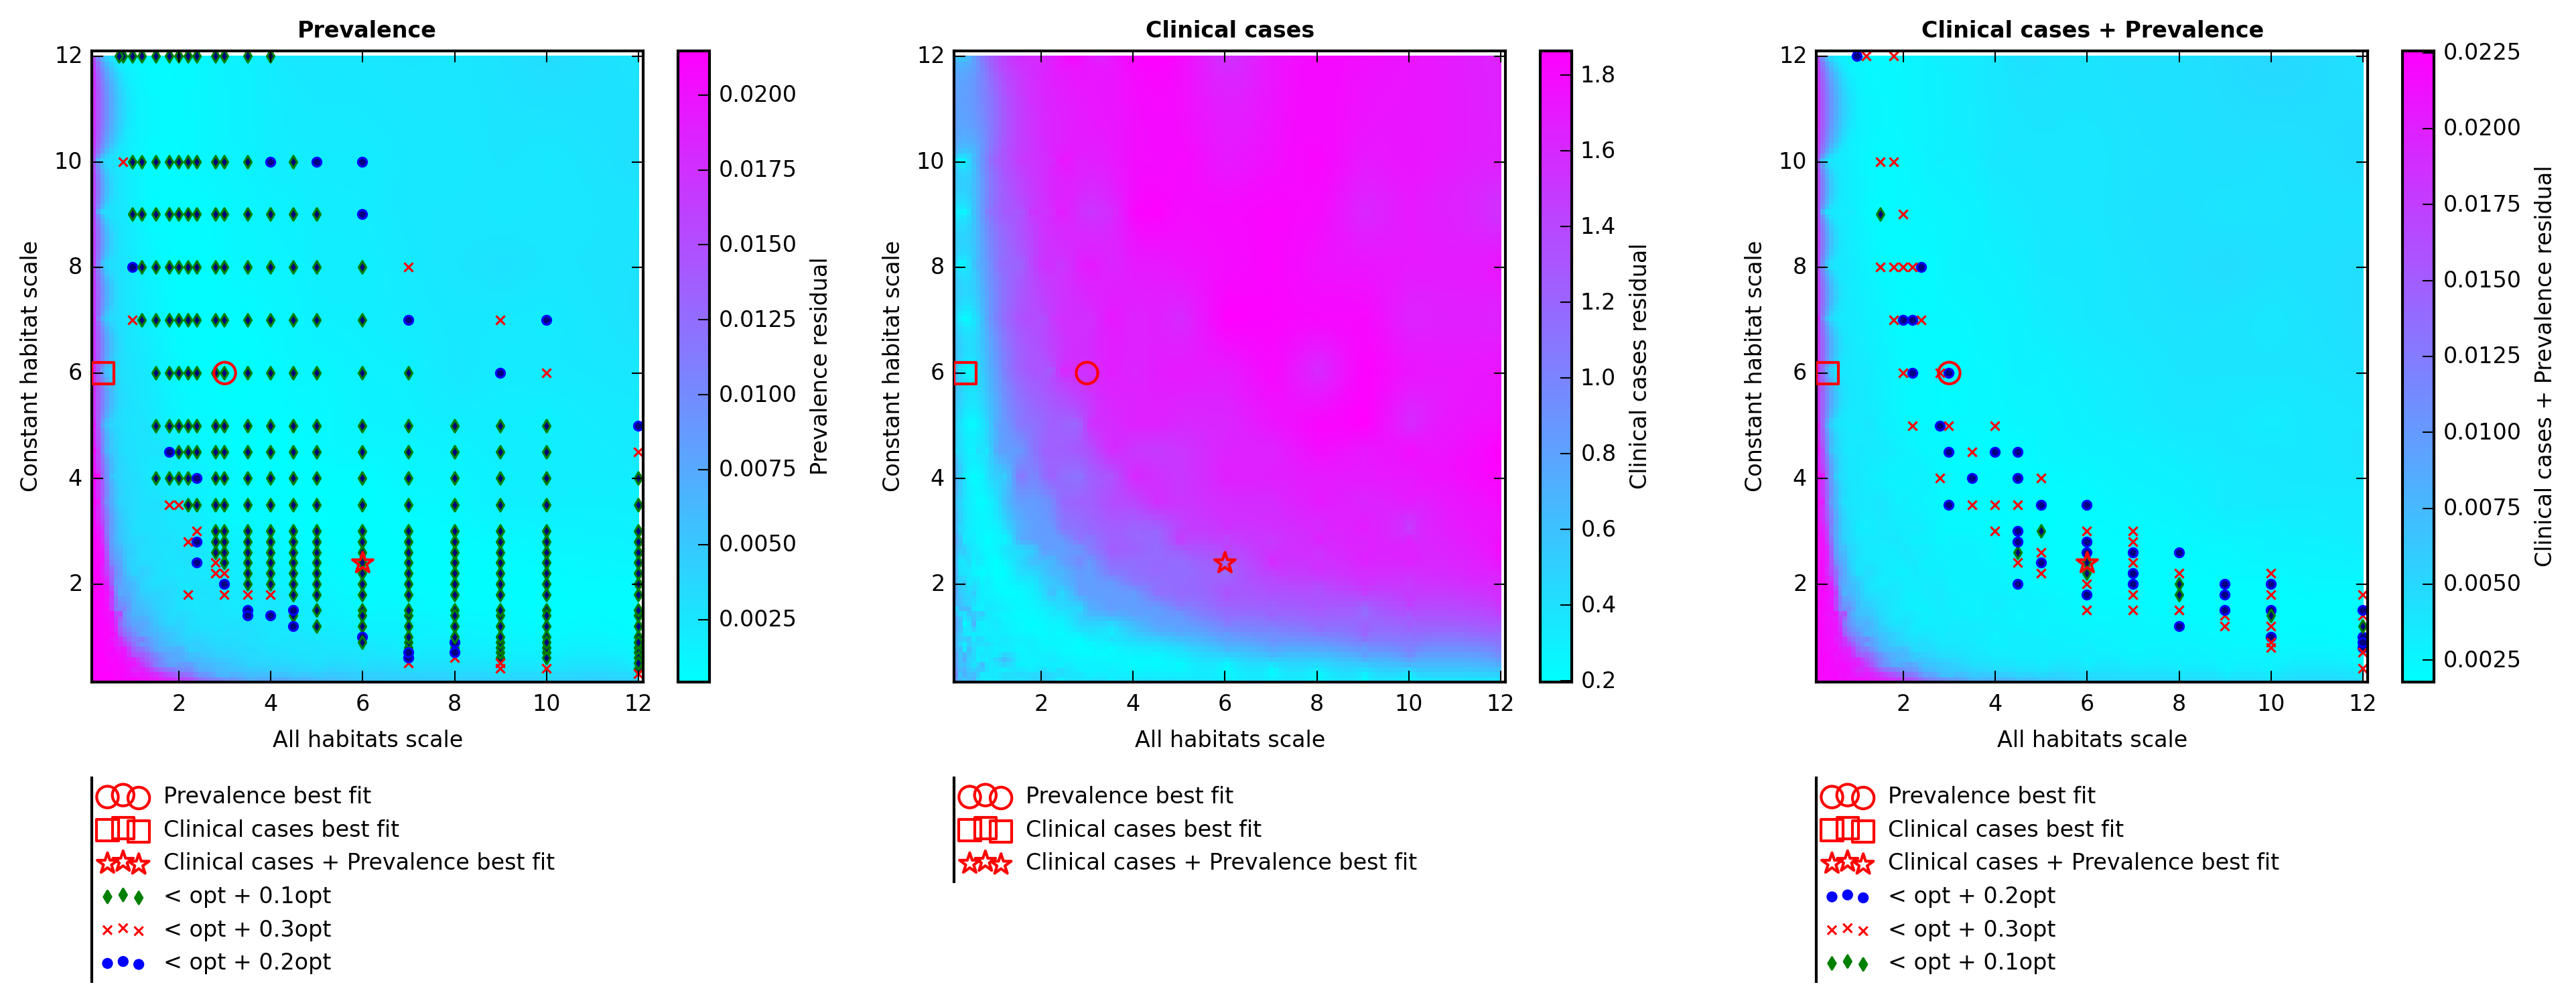 Prevalence
12
10
8
6
4
2
2 4 6 8 10 12
Constant habitat scale
All habitats scale
0.0200
0.0175
0.0150
0.0125
0.0100
0.0075
0.0050
0.0025
Prevalence residual
Prevalence best fit
Clinical cases best fit
Clinical cases + Prevalence best fit
< opt + 0.1opt
< opt + 0.3opt
< opt + 0.2opt
Clinical cases
12
10
8
6
4
2
2 4 6 8 10 12
Constant habitat scale
All habitats scale
1.8
1.6
1.4
1.2
1.0
0.8
0.6
0.4
0.2
Clinical cases residual
Prevalence best fit
Clinical cases best fit
Clinical cases + Prevalence best fit
Clinical cases + Prevalence
12
10
8
6
4
2
2 4 6 8 10 12
Constant habitat scale
All habitats scale
0.0225
0.0200
0.0175
0.0150
0.0125
0.0100
0.0075
0.0050
0.0025
Clinical cases + Prevalence residual
Prevalence best fit
Clinical cases best fit
Clinical cases + Prevalence best fit
< opt + 0.2opt
< opt + 0.3opt
< opt + 0.1opt